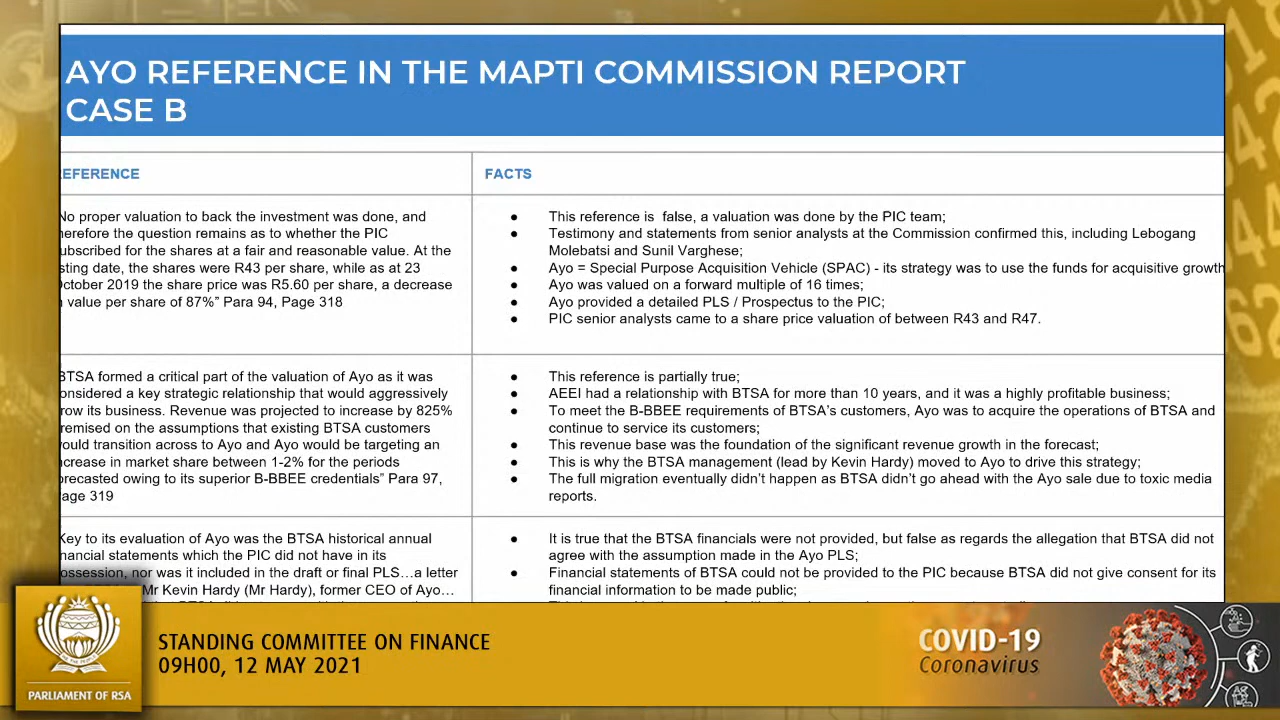 AYO REFERENCE IN THE MAPTI COMMISSION REPORT
CASE B
EFERENCE
FACTS
No proper valuation to back the investment was done, and
herefore the question remains as to whether the PIC
ubscribed for the shares at a fair and reasonable value. At the
sting date, the shares were R43 per share, while as at 23
October 2019 the share price was R5.60 per share, a decrease
value per share of 87%” Para 94, Page 318
● This reference is  false, a valuation was done by the PIC team;
● Testimony and statements from senior analysts at the Commission confirmed this, including Lebogang
Molebatsi and Sunil Varghese;
● Ayo = Special Purpose Acquisition Vehicle (SPAC) - its strategy was to use the funds for acquisitive growth
● Ayo was valued on a forward multiple of 16 times;
● Ayo provided a detailed PLS / Prospectus to the PIC;
● PIC senior analysts came to a share price valuation of between R43 and R47.
BTSA formed a critical part of the valuation of Ayo as it was
onsidered a key strategic relationship that would aggressively
row its business. Revenue was projected to increase by 825%
remised on the assumptions that existing BTSA customers
ould transition across to Ayo and Ayo would be targeting an
ncrease in market share between 1-2% for the periods
orecasted owing to its superior B-BBEE credentials” Para 97,
age 319
● This reference is partially true;
● AEEI had a relationship with BTSA for more than 10 years, and it was a highly profitable business;
● To meet the B-BBEE requirements of BTSA’s customers, Ayo was to acquire the operations of BTSA and
continue to service its customers;
● This revenue base was the foundation of the significant revenue growth in the forecast;
● This is why the BTSA management (lead by Kevin Hardy) moved to Ayo to drive this strategy;
● The full migration eventually didn’t happen as BTSA didn’t go ahead with the Ayo sale due to toxic media
reports.
Key to its evaluation of Ayo was the BTSA historical annual
nancial statements which the PIC did not have in its
ossession, nor was it included in the draft or final PLS…a letter
Mr Kevin Hardy (Mr Hardy), former CEO of Ayo…
● It is true that the BTSA financials were not provided, but false as regards the allegation that BTSA did not
agree with the assumption made in the Ayo PLS;
● Financial statements of BTSA could not be provided to the PIC because BTSA did not give consent for its
financial information to be made public;
STANDING COMMITTEE ON FINANCE
09H00, 12 MAY 2021
PARLIAMENT OF RSA
COVID-19
Coronavirus